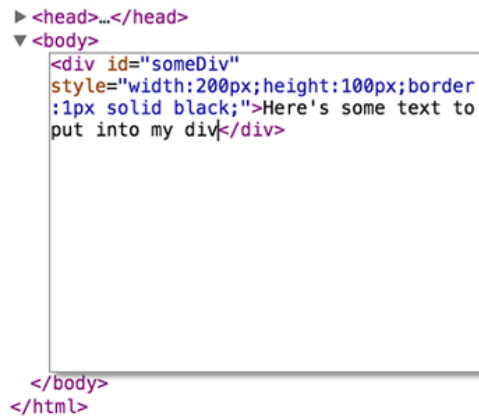 <head>…</head>
<body>
<div id="someDiv"
style="width:200px;height:100px;border
:1px solid black;">Here's some text to
put into my div</div>
</body>
</html>